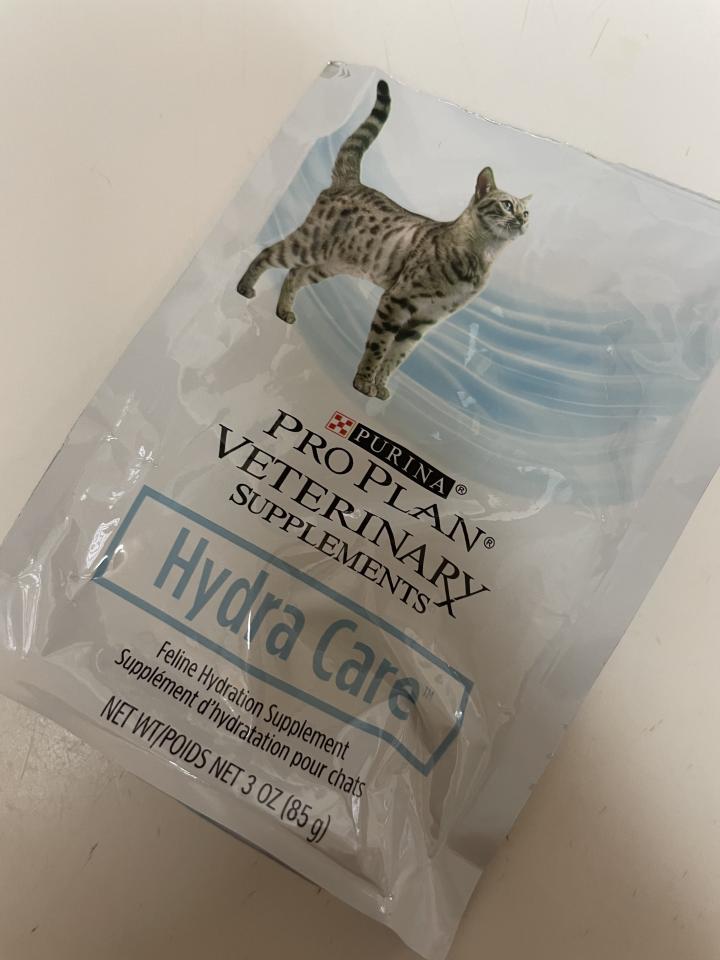 PURINA®
PRO PLAN®
VETERINARY
SUPPLEMENTS
Hydra Care™
Feline Hydration Supplement
Supplément d'hydratation pour chats
NET WT/POIDS NET 3 OZ (85 g)